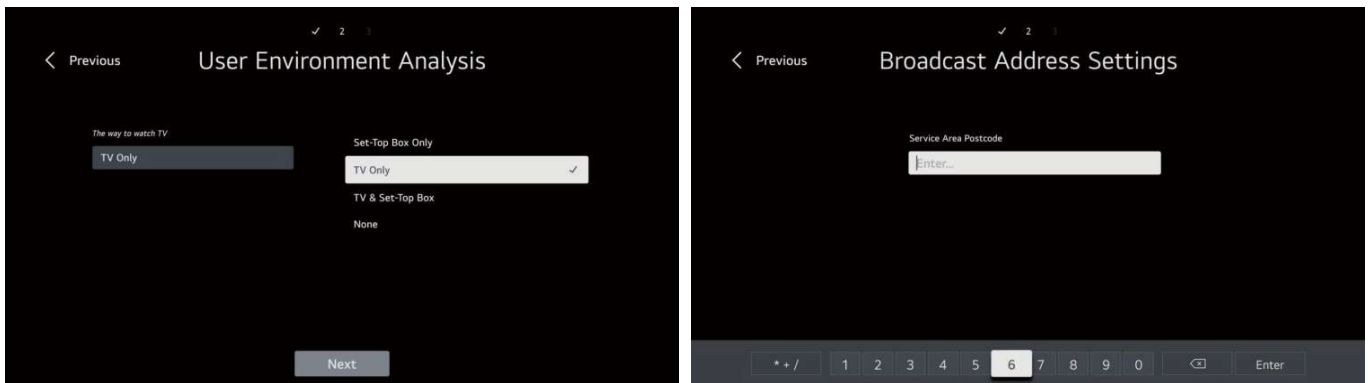 ✓ 2 3
< Previous
User Environment Analysis
The way to watch TV
TV Only
Set-Top Box Only
TV Only ✓
TV & Set-Top Box
None
Next
✓ 2 3
< Previous
Broadcast Address Settings
Service Area Postcode
Enter...
* + / 1 2 3 4 5 6 7 8 9 0 Enter